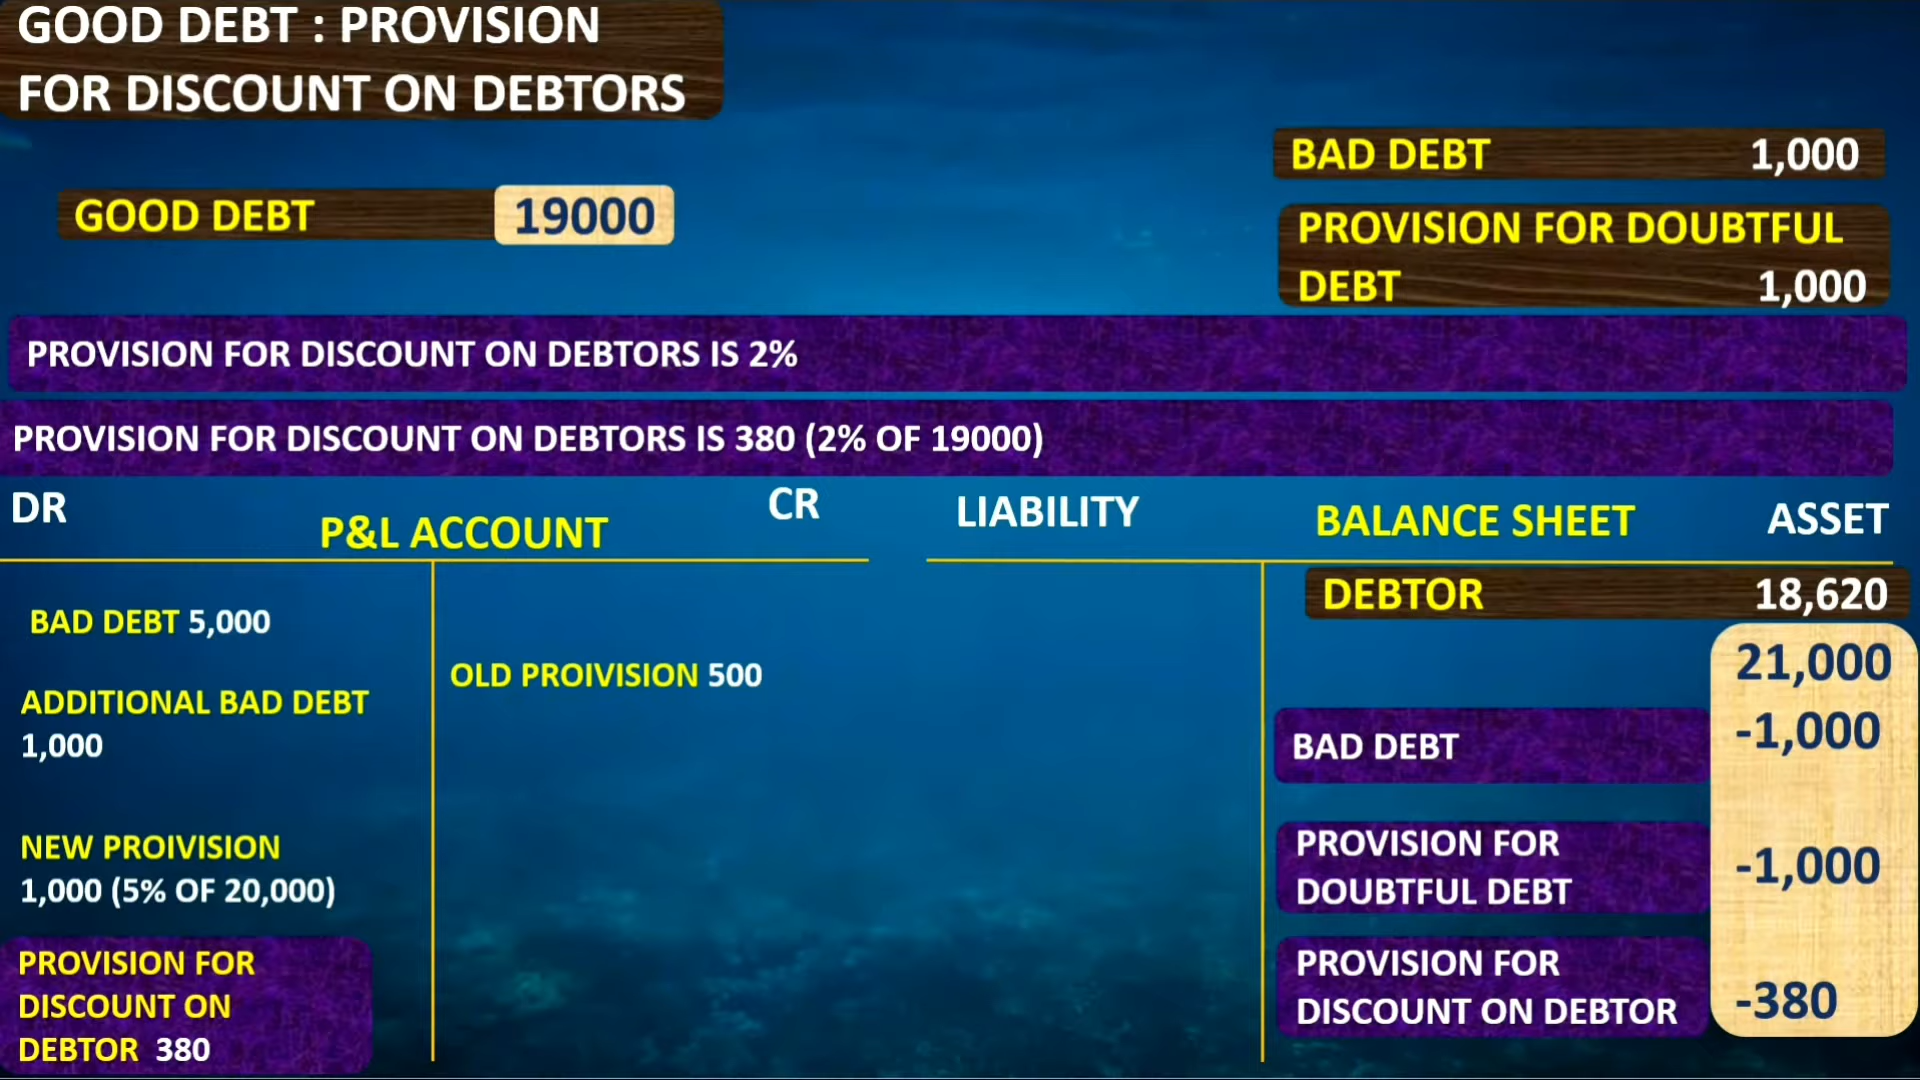 GOOD DEBT : PROVISION
FOR DISCOUNT ON DEBTORS
BAD DEBT 1,000
GOOD DEBT 19000
PROVISION FOR DOUBTFUL
DEBT 1,000
PROVISION FOR DISCOUNT ON DEBTORS IS 2%
PROVISION FOR DISCOUNT ON DEBTORS IS 380 (2% OF 19000)
DR P&L ACCOUNT CR
BAD DEBT 5,000
OLD PROIVISION 500
ADDITIONAL BAD DEBT
1,000
NEW PROIVISION
1,000 (5% OF 20,000)
PROVISION FOR
DISCOUNT ON
DEBTOR 380
LIABILITY BALANCE SHEET ASSET
DEBTOR 18,620
21,000
BAD DEBT -1,000
PROVISION FOR
DOUBTFUL DEBT -1,000
PROVISION FOR
DISCOUNT ON DEBTOR -380